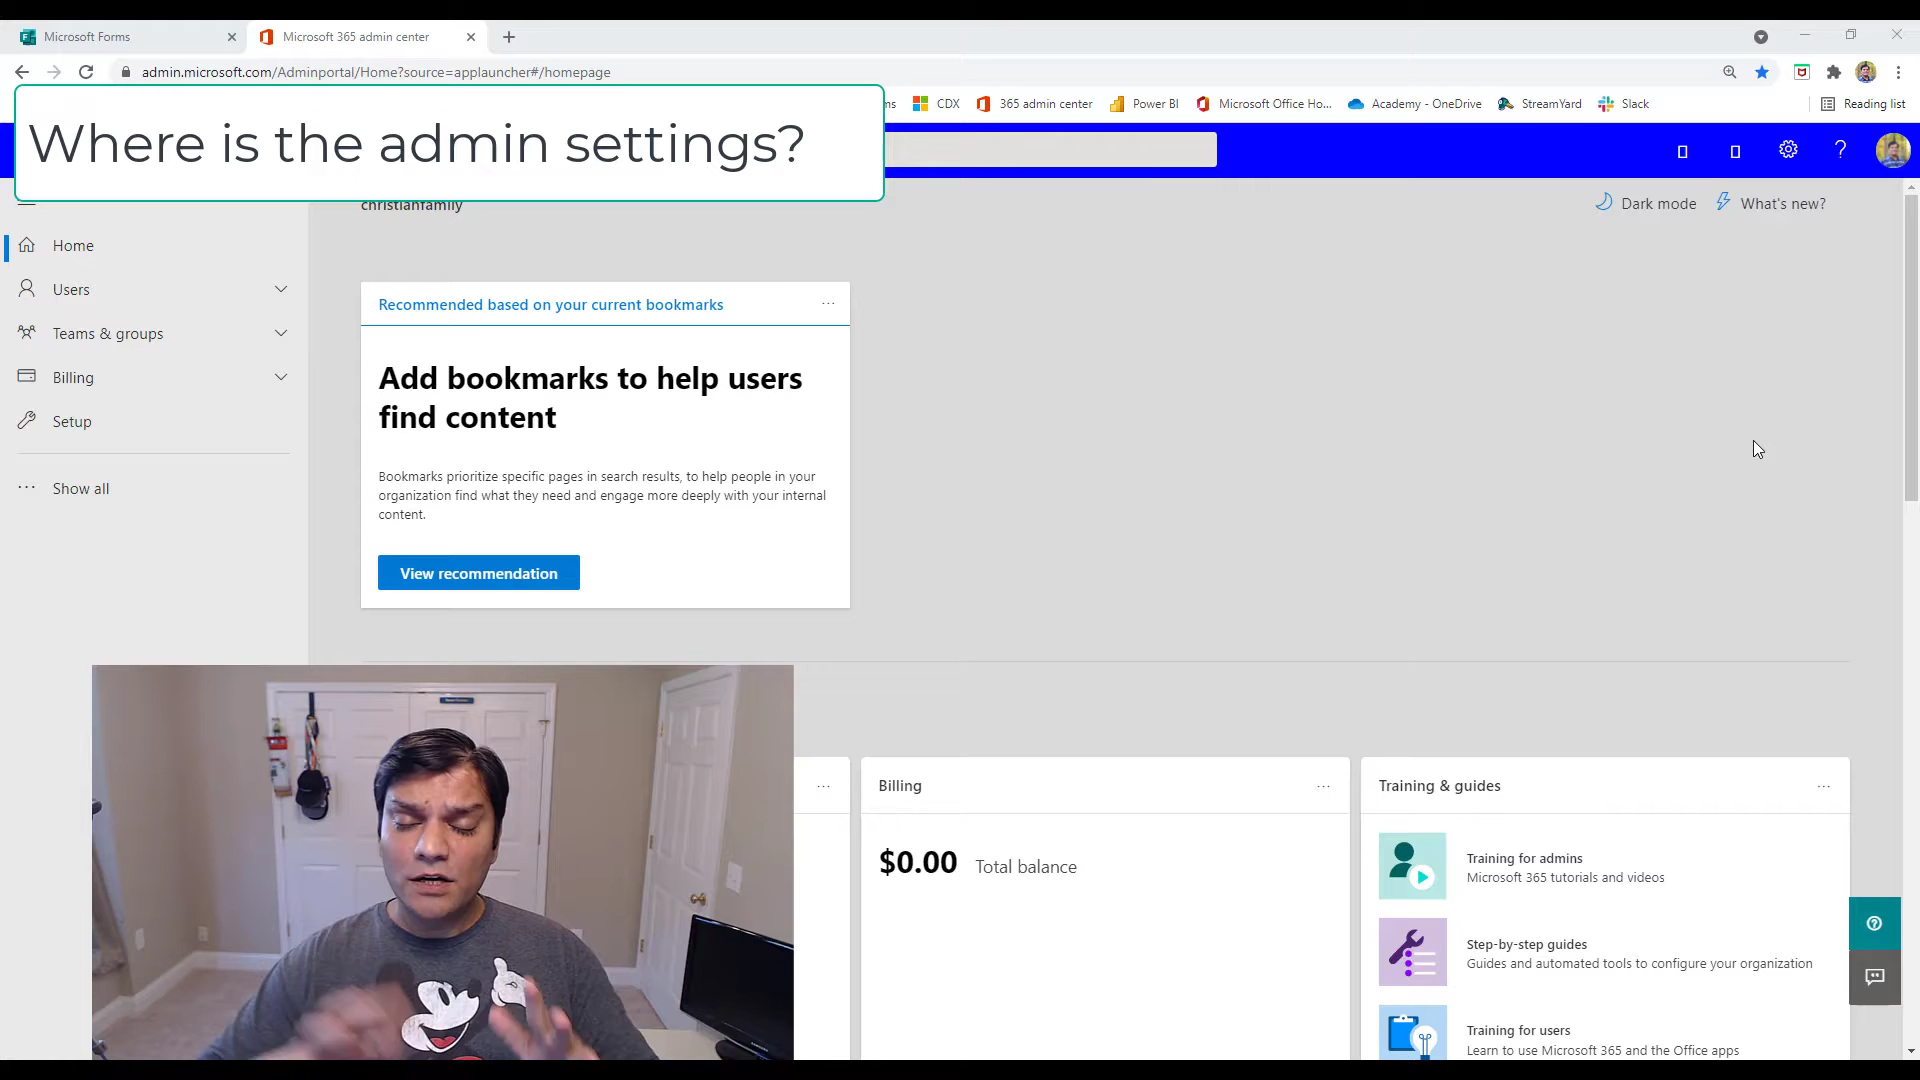 Microsoft Forms
Microsoft 365 admin center
admin.microsoft.com/Adminportal/Home?source=applauncher#/homepage
CDX
365 admin center
Power BI
Microsoft Office Ho...
Academy - OneDrive
StreamYard
Slack
Reading list
Where is the admin settings?
christianfamily
Dark mode
What's new?
Home
Users
Teams & groups
Billing
Setup
Show all
Recommended based on your current bookmarks
Add bookmarks to help users
find content
Bookmarks prioritize specific pages in search results, to help people in your
organization find what they need and engage more deeply with your internal
content.
View recommendation
Billing
$0.00 Total balance
Training & guides
Training for admins
Microsoft 365 tutorials and videos
Step-by-step guides
Guides and automated tools to configure your organization
Training for users
Learn to use Microsoft 365 and the Office apps